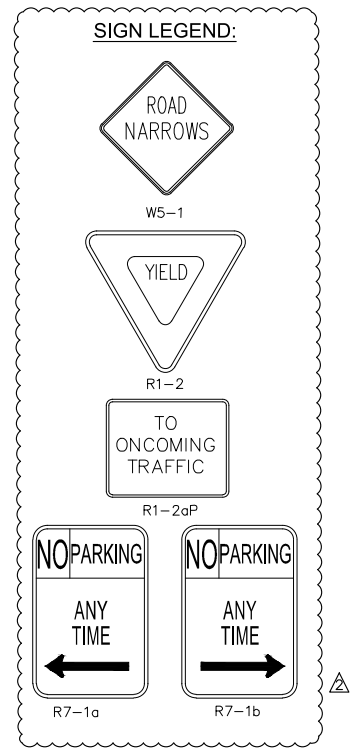 SIGN LEGEND:
ROAD
NARROWS
W5-1
YIELD
R1-2
TO
ONCOMING
TRAFFIC
R1-2aP
NO PARKING
ANY
TIME
R7-1a
NO PARKING
ANY
TIME
R7-1b
2